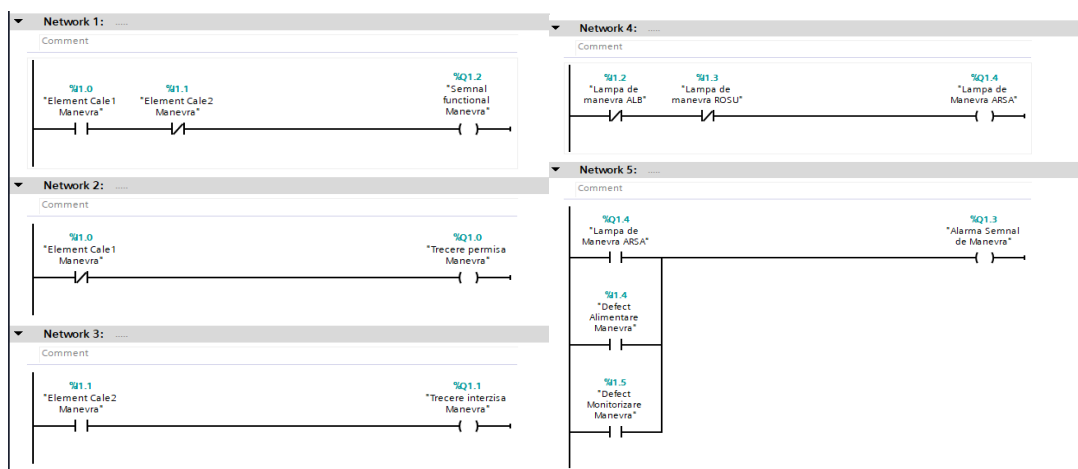 Network 1: .....
Comment
%I1.0
"Element Cale1
Manevra"
%I1.1
"Element Cale2
Manevra"
%Q1.2
"Semnal
functional
Manevra"
Network 2: .....
Comment
%I1.0
"Element Cale1
Manevra"
%Q1.0
"Trecere permisa
Manevra"
Network 3: .....
Comment
%I1.1
"Element Cale2
Manevra"
%Q1.1
"Trecere interzisa
Manevra"
Network 4: .....
Comment
%I1.2
"Lampa de
manevra ALB"
%I1.3
"Lampa de
manevra ROSU"
%Q1.4
"Lampa de
Manevra ARSA"
Network 5: .....
Comment
%Q1.4
"Lampa de
Manevra ARSA"
%Q1.3
"Alarma Semnal
de Manevra"
%I1.4
"Defect
Alimentare
Manevra"
%I1.5
"Defect
Monitorizare
Manevra"